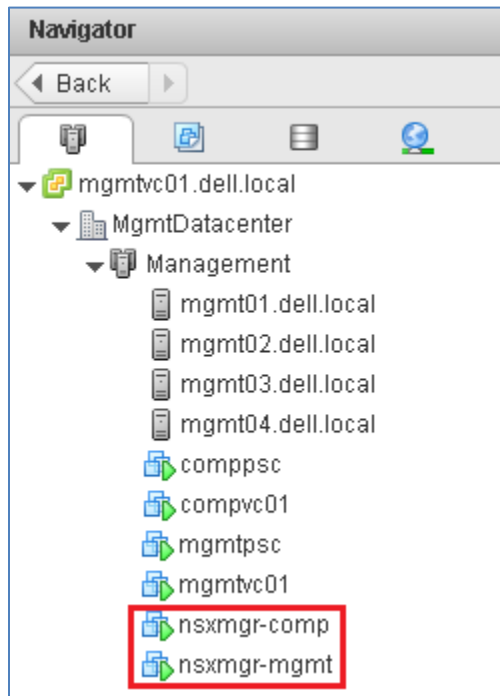 Navigator
Back
mgmtvc01.dell.local
MgmtDatacenter
Management
mgmt01.dell.local
mgmt02.dell.local
mgmt03.dell.local
mgmt04.dell.local
comppsc
compvc01
mgmtpsc
mgmtvc01
nsxmgr-comp
nsxmgr-mgmt